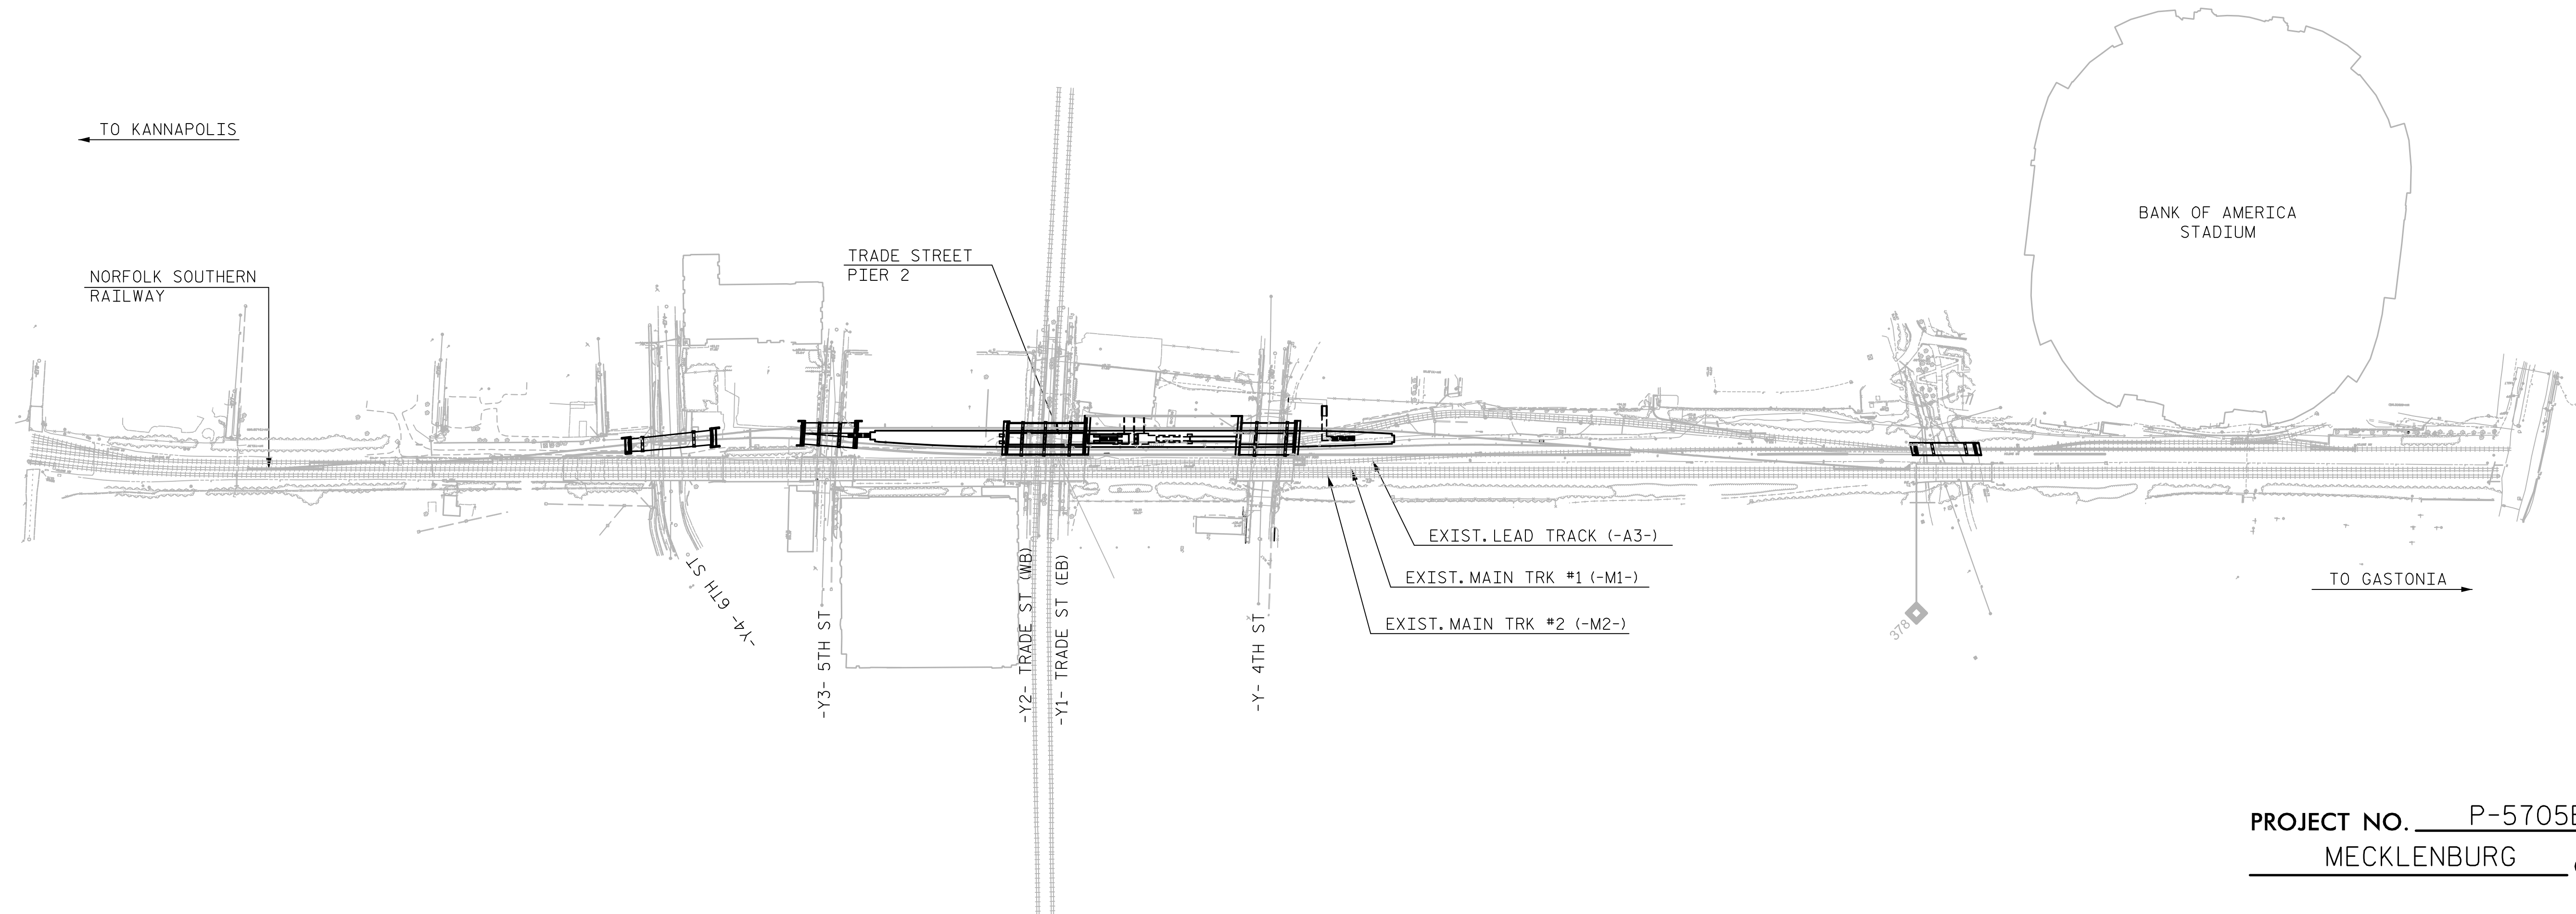 TO KANNAPOLIS
BANK OF AMERICA
STADIUM
TRADE STREET
PIER 2
NORFOLK SOUTHERN
RAILWAY
EXIST. LEAD TRACK (-A3-)
EXIST. MAIN TRK #1 (-M1-)
EXIST. MAIN TRK #2 (-M2-)
TO GASTONIA
-Y4- 6TH ST
-Y3- 5TH ST
-Y2- TRADE ST (WB)
-Y1- TRADE ST (EB)
-Y- 4TH ST
378
PROJECT NO. P-5705B
MECKLENBURG